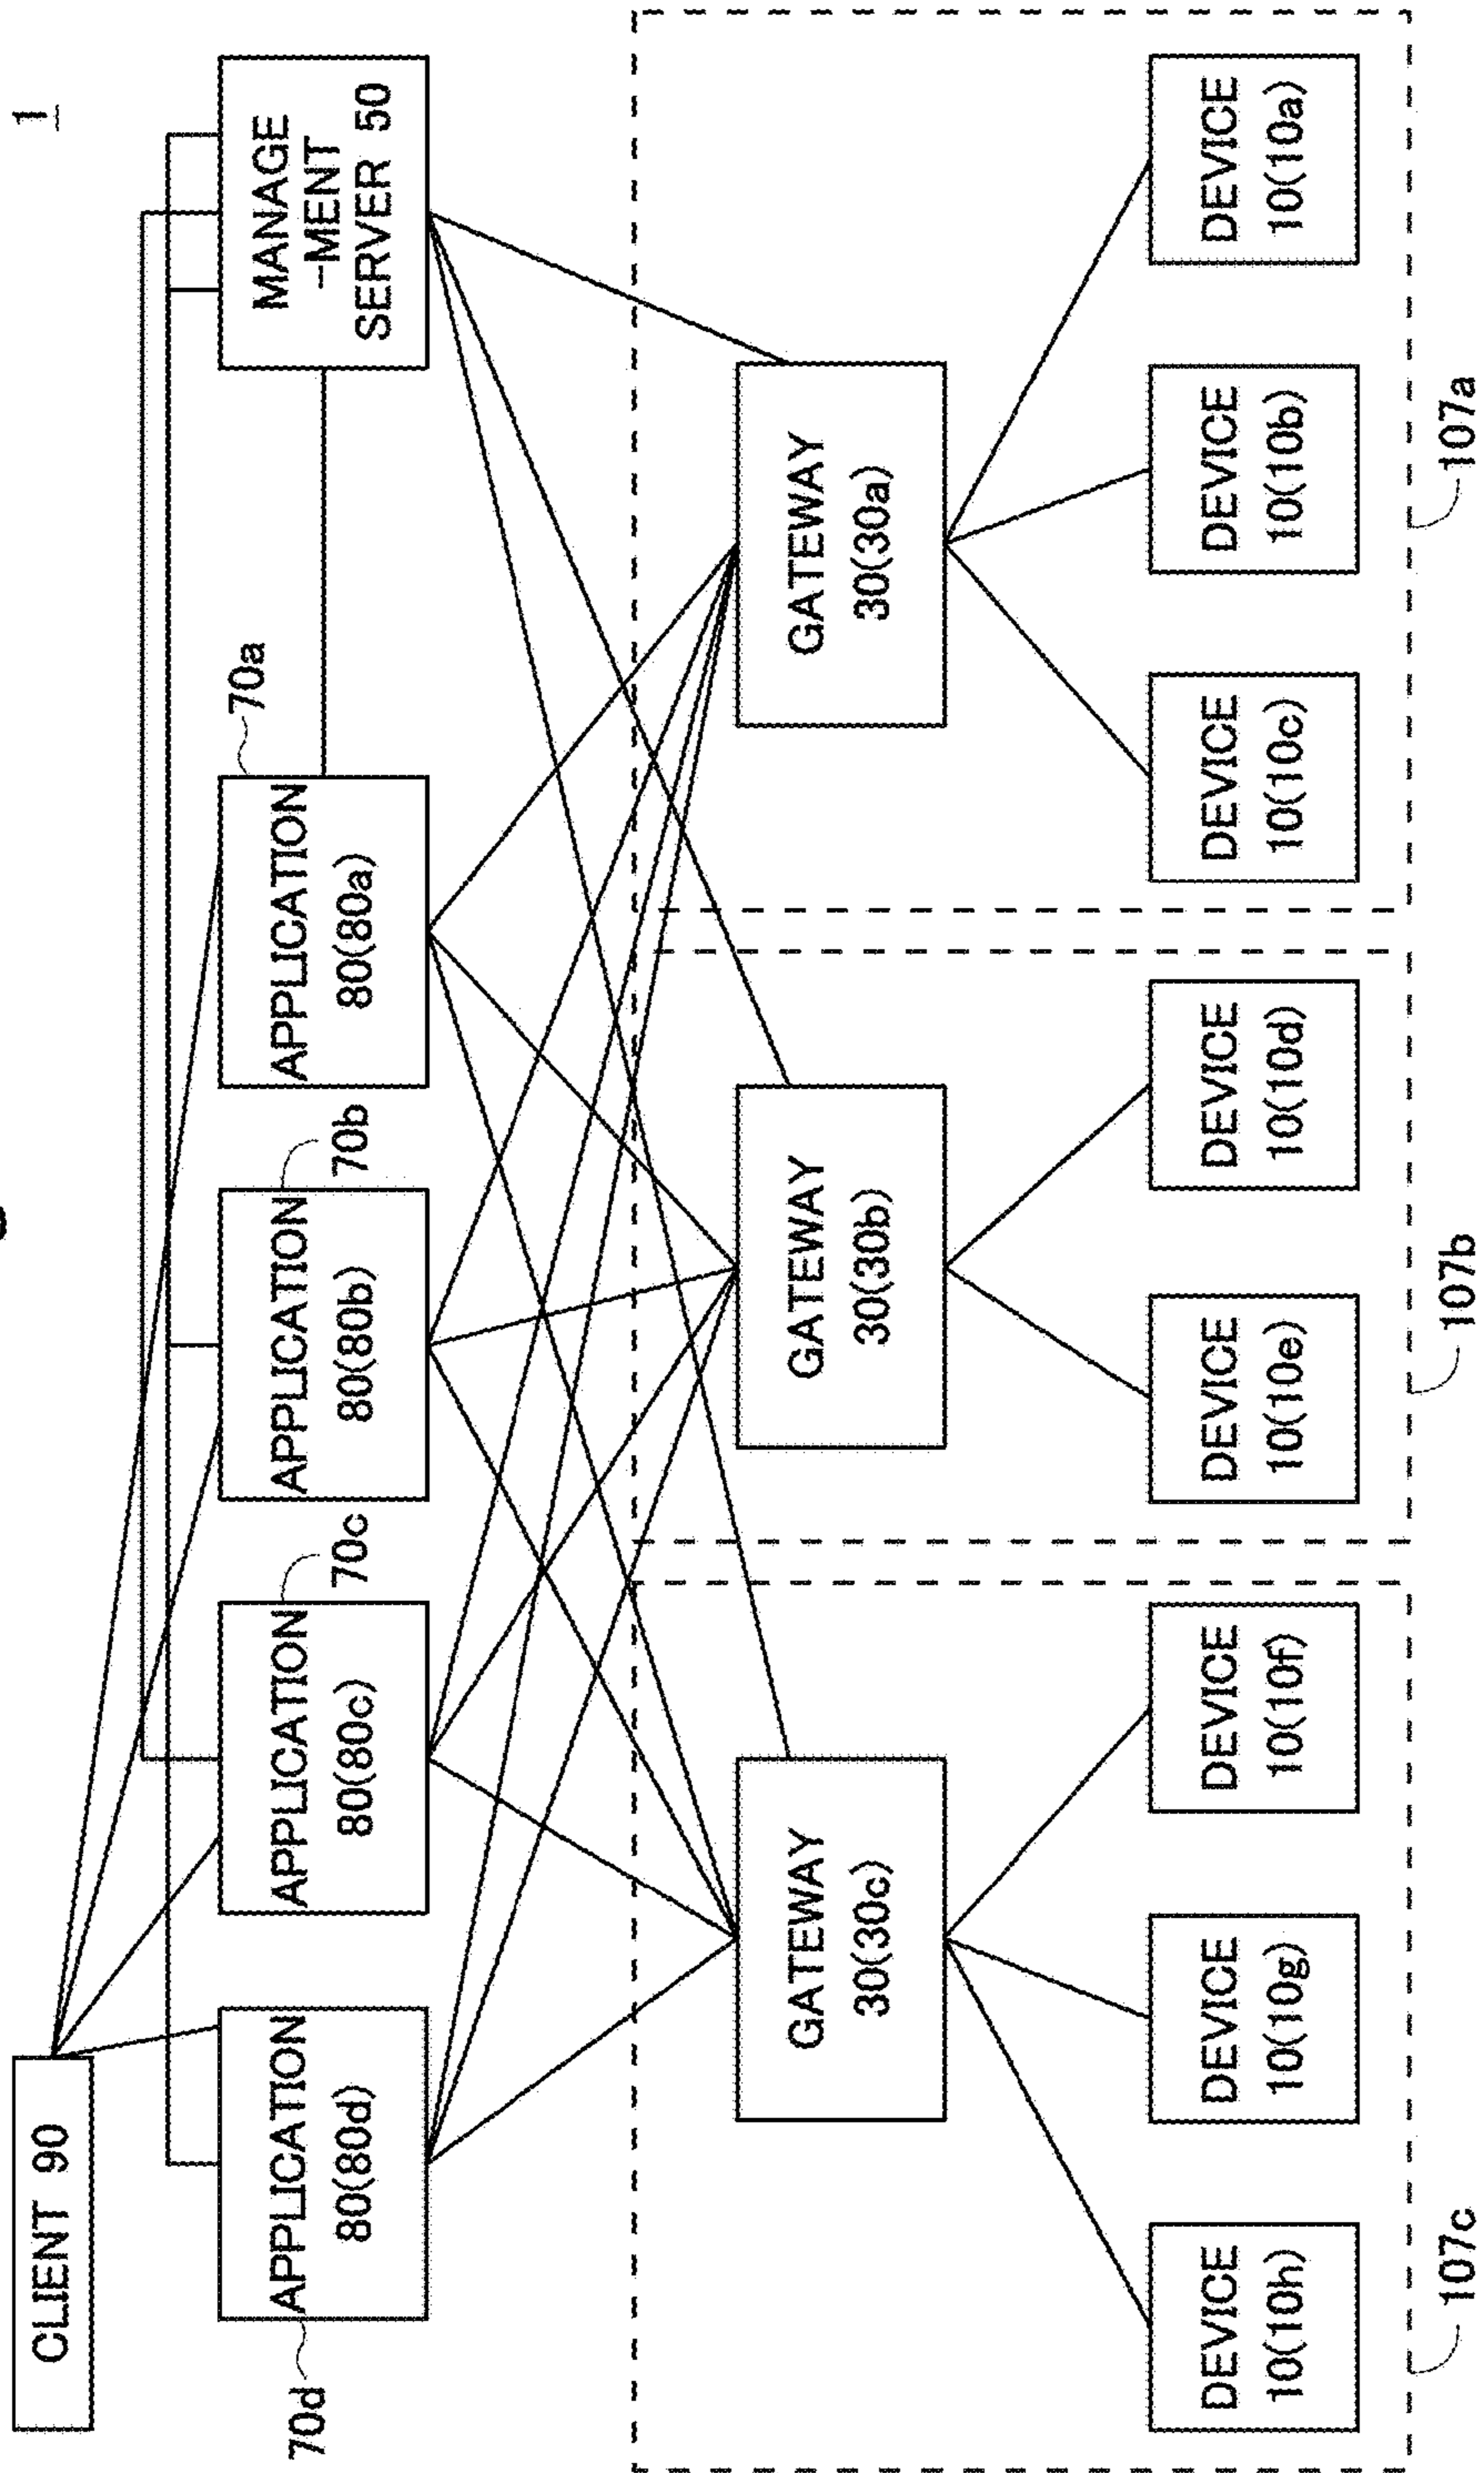 1
CLIENT 90
70d
APPLICATION
80(80d)
70c
APPLICATION
80(80c)
70b
APPLICATION
80(80b)
70a
APPLICATION
80(80a)
MANAGE
-MENT
SERVER 50
GATEWAY
30(30c)
GATEWAY
30(30b)
GATEWAY
30(30a)
DEVICE
10(10h)
DEVICE
10(10g)
DEVICE
10(10f)
DEVICE
10(10e)
DEVICE
10(10d)
DEVICE
10(10c)
DEVICE
10(10b)
DEVICE
10(10a)
107c
107b
107a